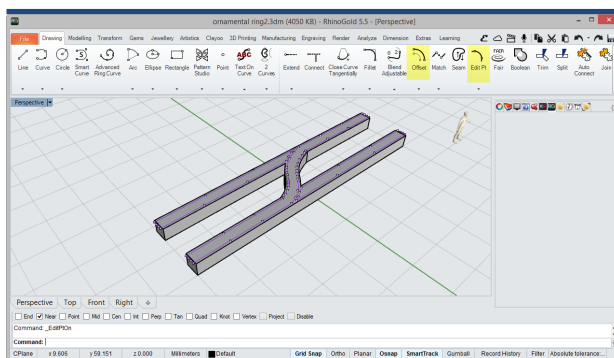 ornamental ring2.3dm (4050 KB) - RhinoGold 5.5 - [Perspective]
File Drawing Modelling Transform Gems Jewellery Artistics Clayoo 3D Printing Manufacturing Engraving Render Analyze Dimension Extras Learning
Line Curve Circle Smart Curve Advanced Ring Curve Arc Ellipse Rectangle Pattern Studio Point Text On Curve 2 Curves Extend Connect Close Curve Tangentially Fillet Blend Adjustable Offset Match Seam Edit Pt Fair Boolean Trim Split Auto Connect Join
Perspective
Perspective Top Front Right
End Near Point Mid Cen Int Perp Tan Quad Knot Vertex Project Disable
Command: _EditPtOn
Command:
CPlane x 9.606 y 59.151 z 0.000 Millimeters Default Grid Snap Ortho Planar Osnap SmartTrack Gumball Record History Filter Absolute tolerance...